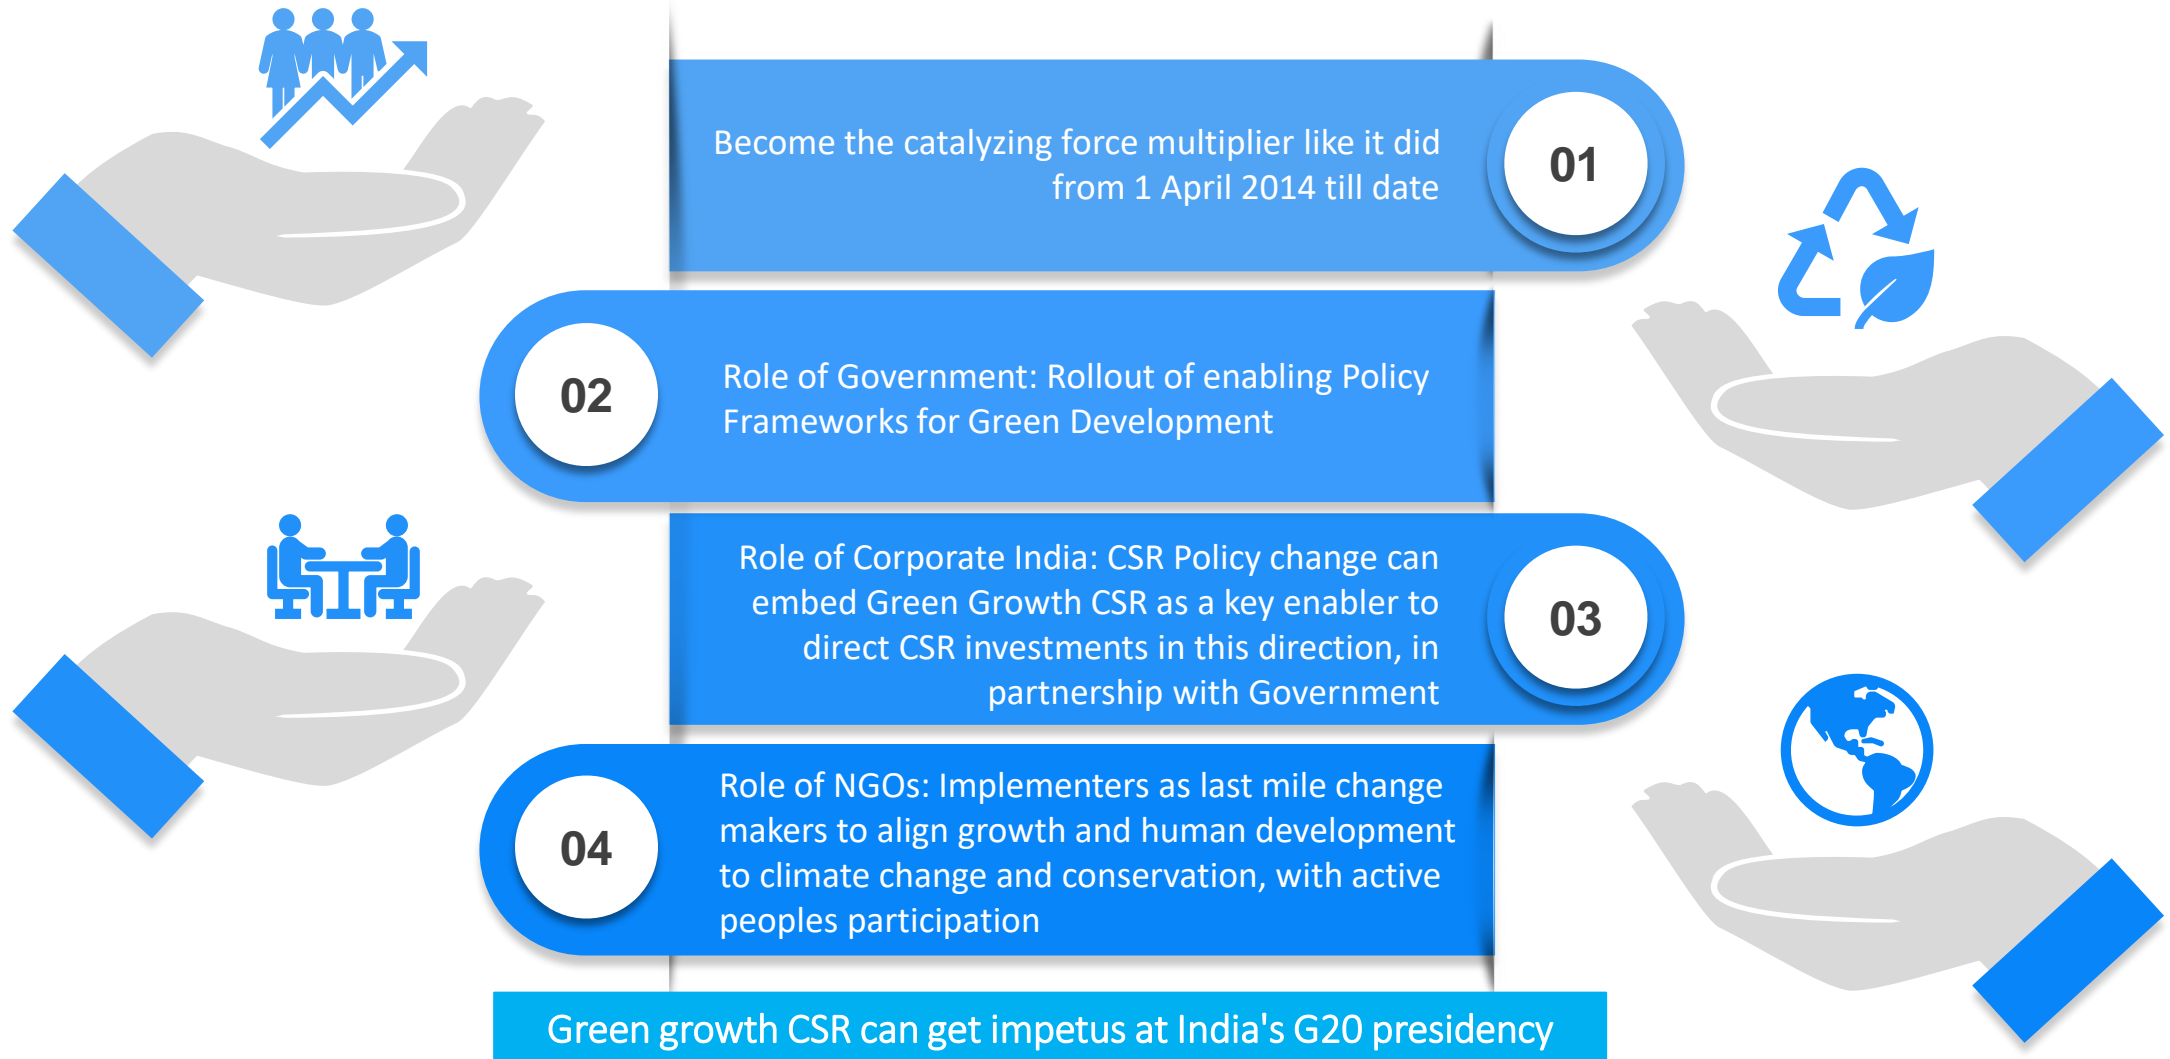 Become the catalyzing force multiplier like it did
from 1 April 2014 till date
01
02
Role of Government: Rollout of enabling Policy
Frameworks for Green Development
Role of Corporate India: CSR Policy change can
embed Green Growth CSR as a key enabler to
direct CSR investments in this direction, in
partnership with Government
03
04
Role of NGOs: Implementers as last mile change
makers to align growth and human development
to climate change and conservation, with active
peoples participation
Green growth CSR can get impetus at India's G20 presidency